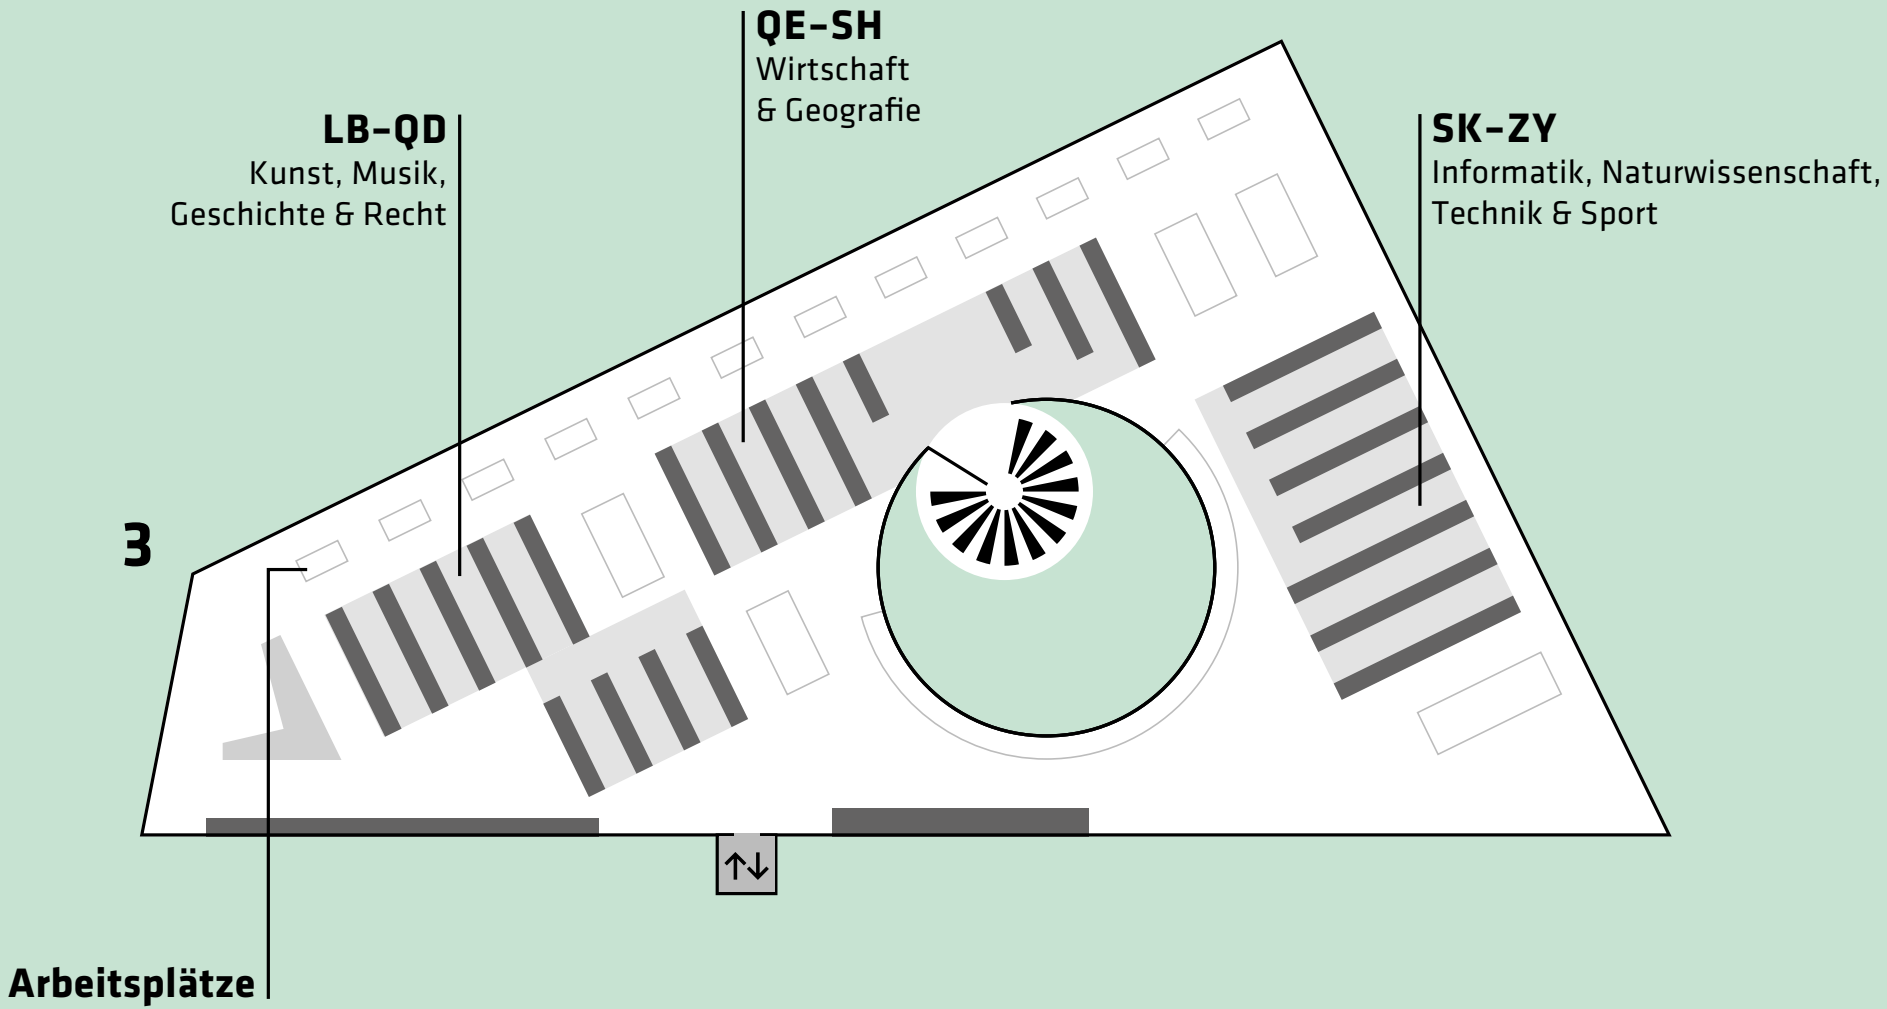 QE–SH
Wirtschaft
& Geografie
LB–QD
Kunst, Musik,
Geschichte & Recht
SK–ZY
Informatik, Naturwissenschaft,
Technik & Sport
3
Arbeitsplätze